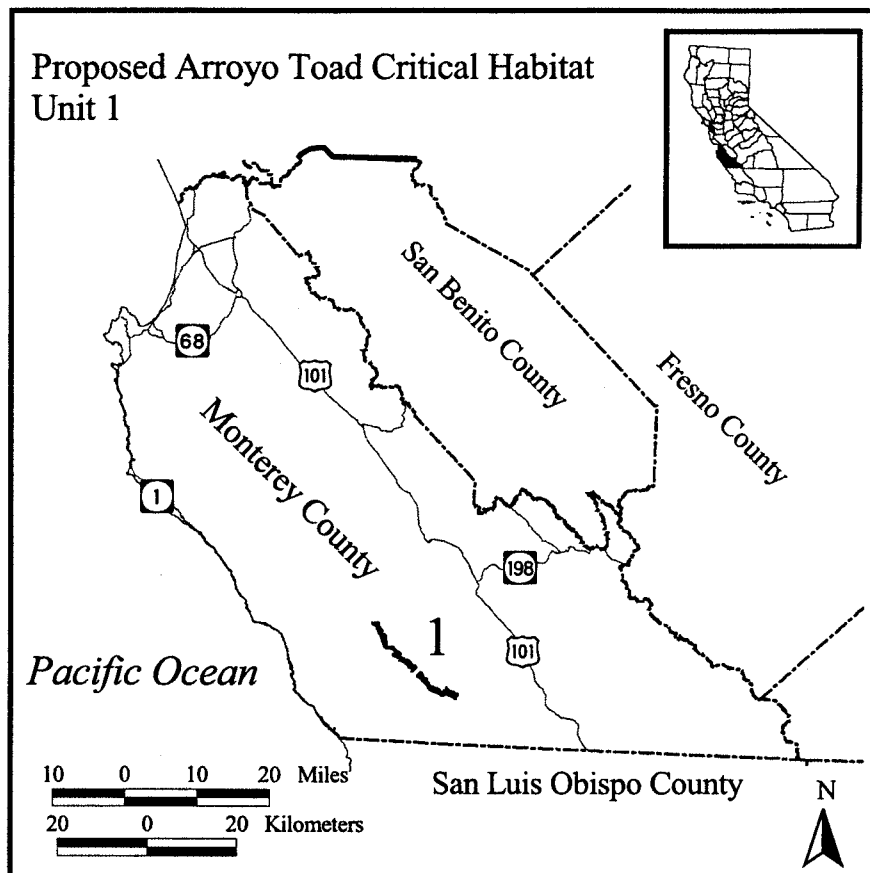 Proposed Arroyo Toad Critical Habitat
Unit 1
San Benito County
Fresno County
68
101
Monterey County
1
198
1
101
Pacific Ocean
10 0 10 20 Miles
San Luis Obispo County
N
20 0 20 Kilometers